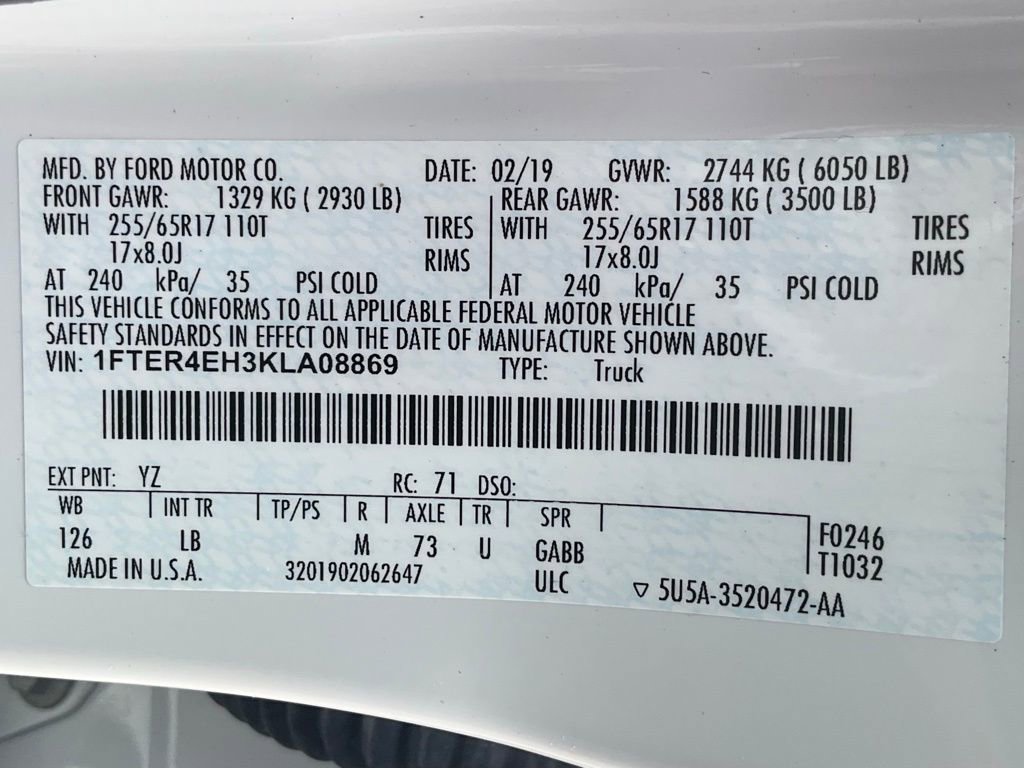 MFD. BY FORD MOTOR CO. DATE: 02/19 GVWR: 2744 KG ( 6050 LB)
FRONT GAWR: 1329 KG ( 2930 LB) REAR GAWR: 1588 KG ( 3500 LB)
WITH 255/65R17 110T TIRES WITH 255/65R17 110T TIRES
17x8.0J RIMS 17x8.0J RIMS
AT 240 kPa/ 35 PSI COLD AT 240 kPa/ 35 PSI COLD
THIS VEHICLE CONFORMS TO ALL APPLICABLE FEDERAL MOTOR VEHICLE
SAFETY STANDARDS IN EFFECT ON THE DATE OF MANUFACTURE SHOWN ABOVE.
VIN: 1FTER4EH3KLA08869 TYPE: Truck
EXT PNT: YZ RC: 71 DSO:
WB INT TR TP/PS R AXLE TR SPR
126 LB M 73 U GABB F0246
ULC T1032
MADE IN U.S.A. 3201902062647 ▽ 5U5A-3520472-AA